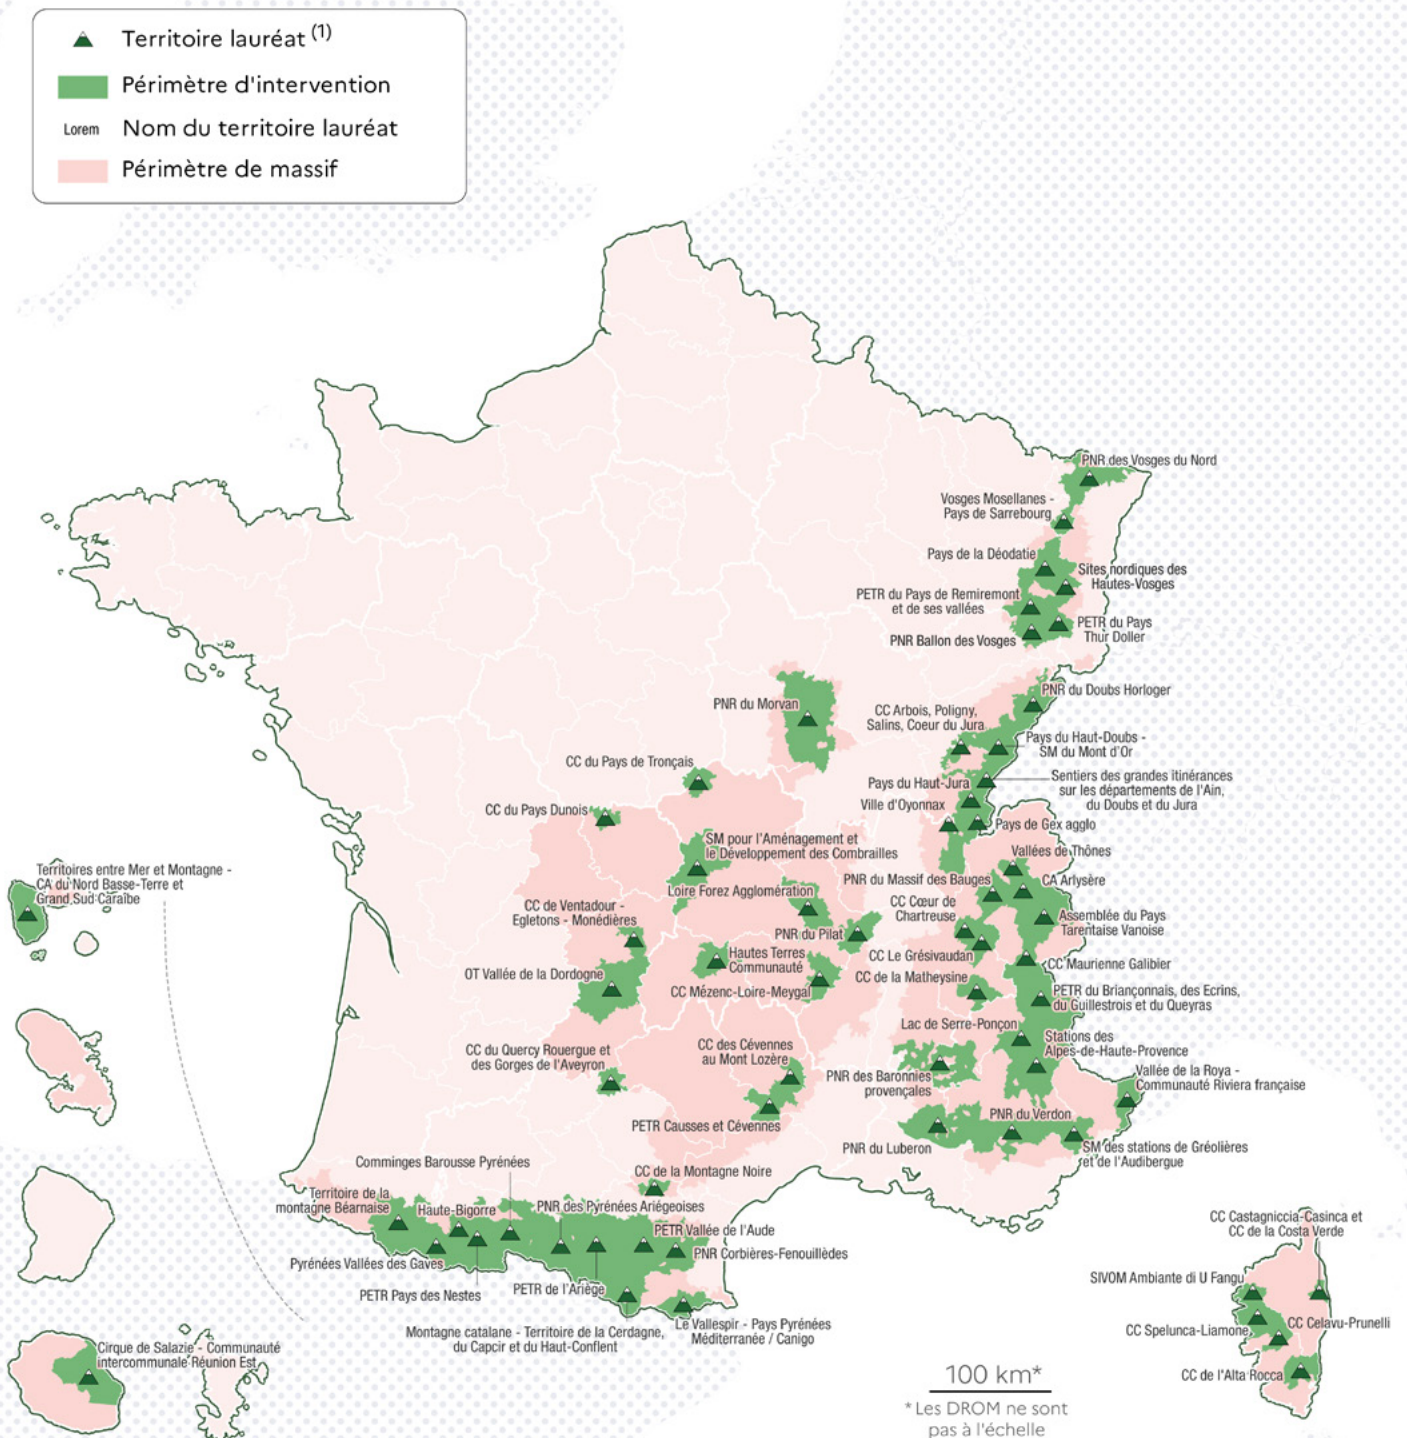 Territoire lauréat (1)
Périmètre d'intervention
Lorem Nom du territoire lauréat
Périmètre de massif
PNR des Vosges du Nord
Vosges Mosellanes -
Pays de Sarrebourg
Pays de la Déodatie
Sites nordiques des
Hautes-Vosges
PETR du Pays de Remiremont
et de ses vallées
PETR du Pays
Thur Doller
PNR Ballon des Vosges
PNR du Doubs Horloger
PNR du Morvan
CC Arbois, Poligny,
Salins, Coeur du Jura
Pays du Haut-Doubs -
SM du Mont d'Or
CC du Pays de Tronçais
Pays du Haut-Jura
Sentiers des grandes itinérances
sur les départements de l'Ain,
du Doubs et du Jura
Ville d'Oyonnax
CC du Pays Dunois
Pays de Gex agglo
SM pour l'Aménagement et
le Développement des Combrailles
Vallées de Thônes
Territoires entre Mer et Montagne -
CA du Nord Basse-Terre et
Grand Sud Caraïbe
PNR du Massif des Bauges
CA Arlysère
Loire Forez Agglomération
CC Cœur de
Chartreuse
CC de Ventadour -
Egletons - Monédières
Assemblée du Pays
Tarentaise Vanoise
PNR du Pilat
Hautes Terres
Communauté
CC Le Grésivaudan
CC Maurienne Galibier
OT Vallée de la Dordogne
CC Mézenc-Loire-Meygal
CC de la Matheysine
PETR du Briançonnais, des Ecrins,
du Guillestrois et du Queyras
Lac de Serre-Ponçon
Stations des
Alpes-de-Haute-Provence
CC des Cévennes
au Mont Lozère
CC du Quercy Rouergue et
des Gorges de l'Aveyron
PNR des Baronnies
provençales
Vallée de la Roya -
Communauté Riviera française
PETR Causses et Cévennes
PNR du Verdon
PNR du Luberon
SM des stations de Gréolières
et de l'Audibergue
Comminges Barousse Pyrénées
CC de la Montagne Noire
Territoire de la
montagne Béarnaise
Haute-Bigorre
PNR des Pyrénées Ariégeoises
PETR Vallée de l'Aude
PNR Corbières-Fenouillèdes
Pyrénées Vallées des Gaves
PETR Pays des Nestes
PETR de l'Ariège
Montagne catalane - Territoire de la Cerdagne,
du Capcir et du Haut-Conflent
Le Vallespir - Pays Pyrénées
Méditerranée / Canigo
CC Castagniccia-Casinca et
CC de la Costa Verde
SIVOM Ambiante di U Fangu
CC Celavu-Prunelli
CC Spelunca-Liamone
CC de l'Alta Rocca
Cirque de Salazie - Communauté
intercommunale Réunion Est
100 km*
* Les DROM ne sont
pas à l'échelle